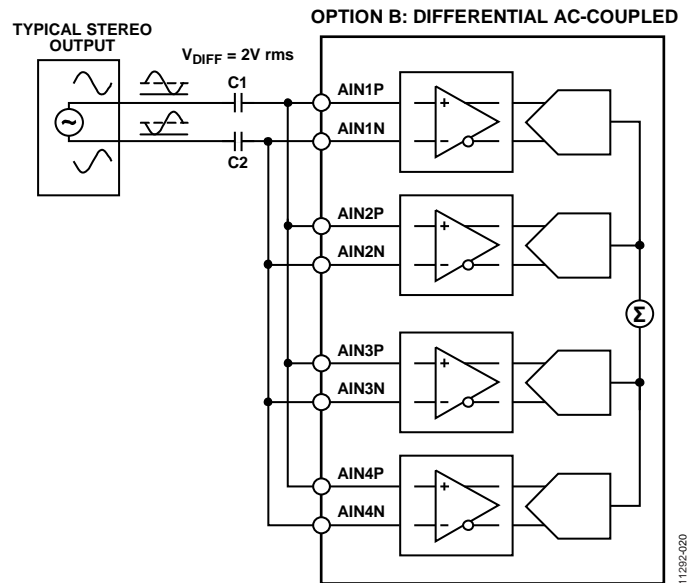 OPTION B: DIFFERENTIAL AC-COUPLED
TYPICAL STEREO
OUTPUT
VDIFF = 2V rms
C1
C2
AIN1P
AIN1N
AIN2P
AIN2N
AIN3P
AIN3N
AIN4P
AIN4N
+
−
+
−
+
−
+
−
~
Σ
11292-020